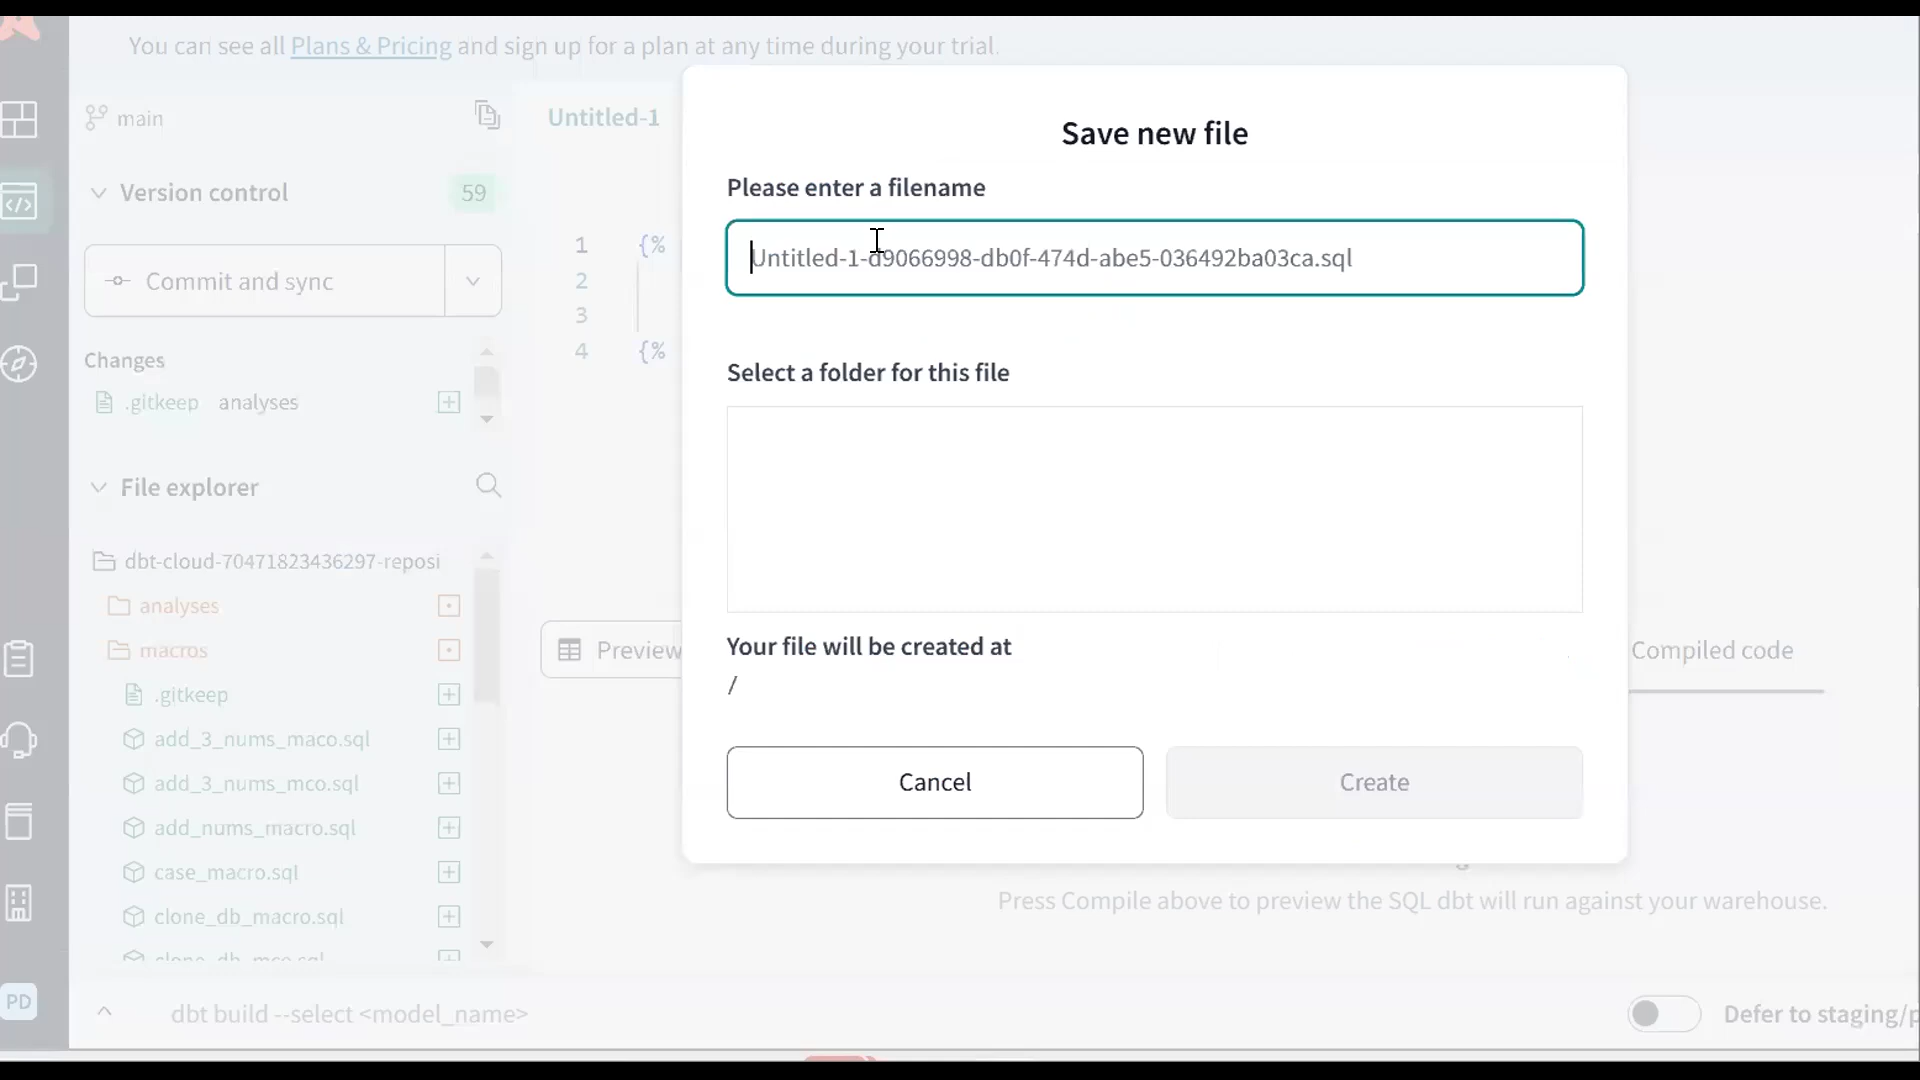 You can see all Plans & Pricing and sign up for a plan at any time during your trial.
main
Untitled-1
Version control 59
Commit and sync
Changes
.gitkeep analyses
File explorer
dbt-cloud-70471823436297-reposi
analyses
macros
.gitkeep
add_3_nums_maco.sql
add_3_nums_mco.sql
add_nums_macro.sql
case_macro.sql
clone_db_macro.sql
clone_db_mco.sql
1 {%
2
3
4 {%
Save new file
Please enter a filename
Untitled-1-d9066998-db0f-474d-abe5-036492ba03ca.sql
Select a folder for this file
Your file will be created at
/
Cancel
Create
Preview
Compiled code
Press Compile above to preview the SQL dbt will run against your warehouse.
PD
dbt build --select <model_name>
Defer to staging/p